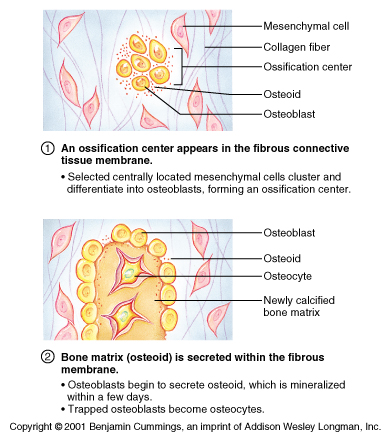 Mesenchymal cell
Collagen fiber
Ossification center
Osteoid
Osteoblast
1 An ossification center appears in the fibrous connective
tissue membrane.
• Selected centrally located mesenchymal cells cluster and
differentiate into osteoblasts, forming an ossification center.
Osteoblast
Osteoid
Osteocyte
Newly calcified
bone matrix
2 Bone matrix (osteoid) is secreted within the fibrous
membrane.
• Osteoblasts begin to secrete osteoid, which is mineralized
within a few days.
• Trapped osteoblasts become osteocytes.
Copyright © 2001 Benjamin Cummings, an imprint of Addison Wesley Longman, Inc.